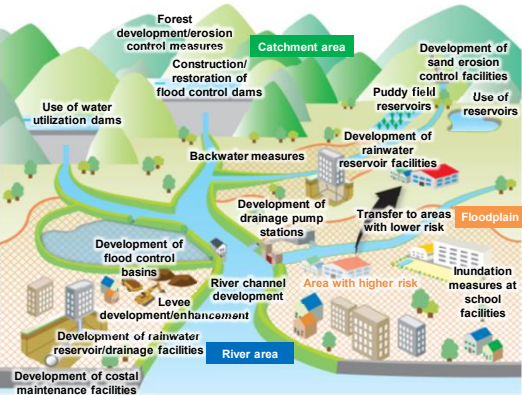 Forest
development/erosion
control measures
Catchment area
Construction/
restoration of
flood control dams
Development of
sand erosion
control facilities
Use of water
utilization dams
Puddy field
reservoirs
Use of
reservoirs
Backwater measures
Development of
rainwater
reservoir facilities
Development of
drainage pump
stations
Transfer to areas
with lower risk
Floodplain
Development of
flood control
basins
River channel
development
Area with higher risk
Inundation
measures at
school
facilities
Levee
development/enhancement
Development of rainwater
reservoir/drainage facilities
River area
Development of costal
maintenance facilities